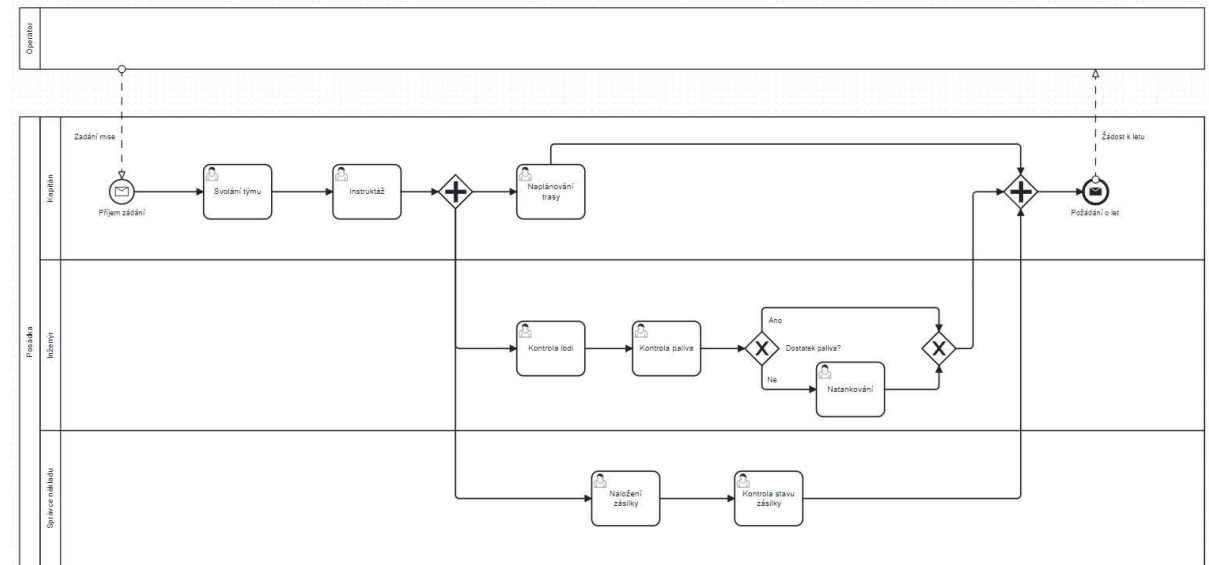 Operátor
Zadání mise
Žádost k letu
Posádka
Kapitán
Příjem zádání
Svolání týmu
Instruktáž
Naplánování
trasy
Požádání o let
Inženýr
Kontrola lodi
Kontrola paliva
Ano
Dostatek paliva?
Ne
Natankování
Správce nákladu
Naložení
zásilky
Kontrola stavu
zásilky